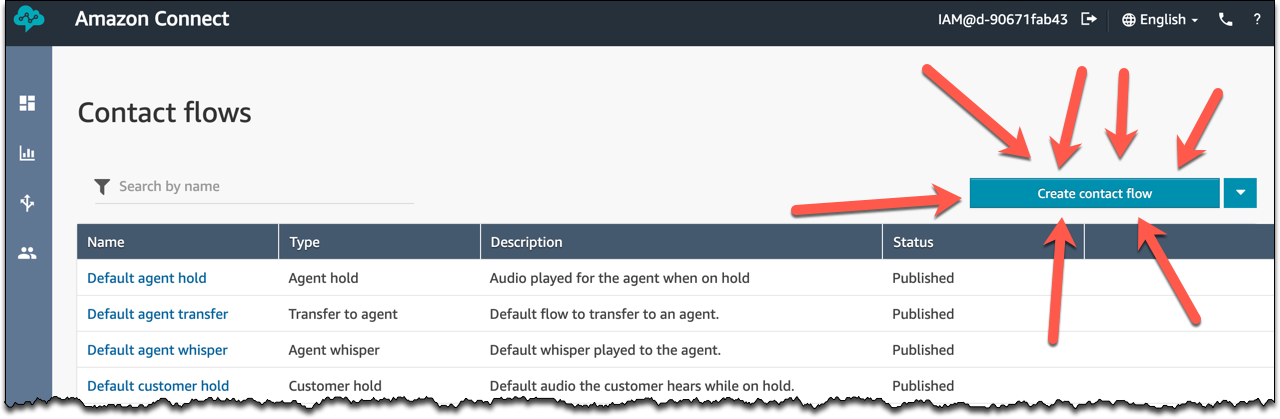 Amazon Connect IAM@d-90671fab43 English ?
Contact flows
Search by name
Create contact flow
Name Type Description Status
Default agent hold Agent hold Audio played for the agent when on hold Published
Default agent transfer Transfer to agent Default flow to transfer to an agent. Published
Default agent whisper Agent whisper Default whisper played to the agent. Published
Default customer hold Customer hold Default audio the customer hears while on hold. Published